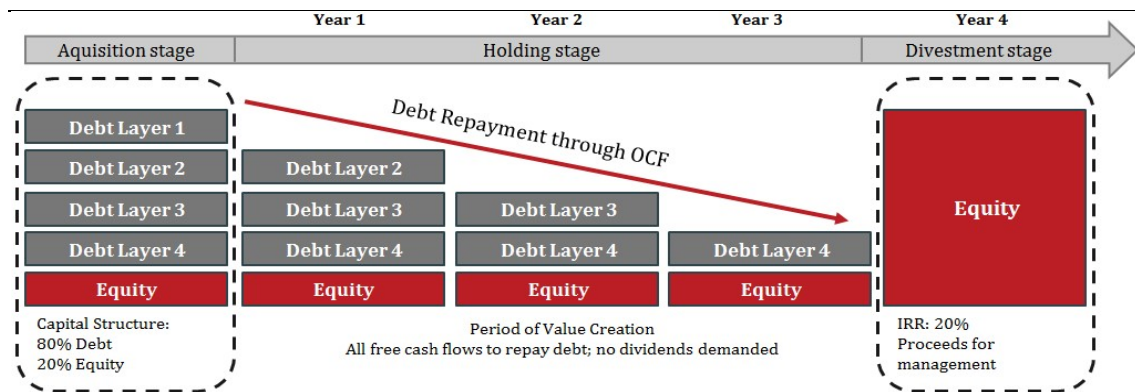 Year 1 Year 2 Year 3 Year 4
Aquisition stage Holding stage Divestment stage
Debt Repayment through OCF
Debt Layer 1
Debt Layer 2 Debt Layer 2
Debt Layer 3 Debt Layer 3 Debt Layer 3
Equity
Debt Layer 4 Debt Layer 4 Debt Layer 4 Debt Layer 4
Equity Equity Equity Equity
Capital Structure:
80% Debt
20% Equity
Period of Value Creation
All free cash flows to repay debt; no dividends demanded
IRR: 20%
Proceeds for
management